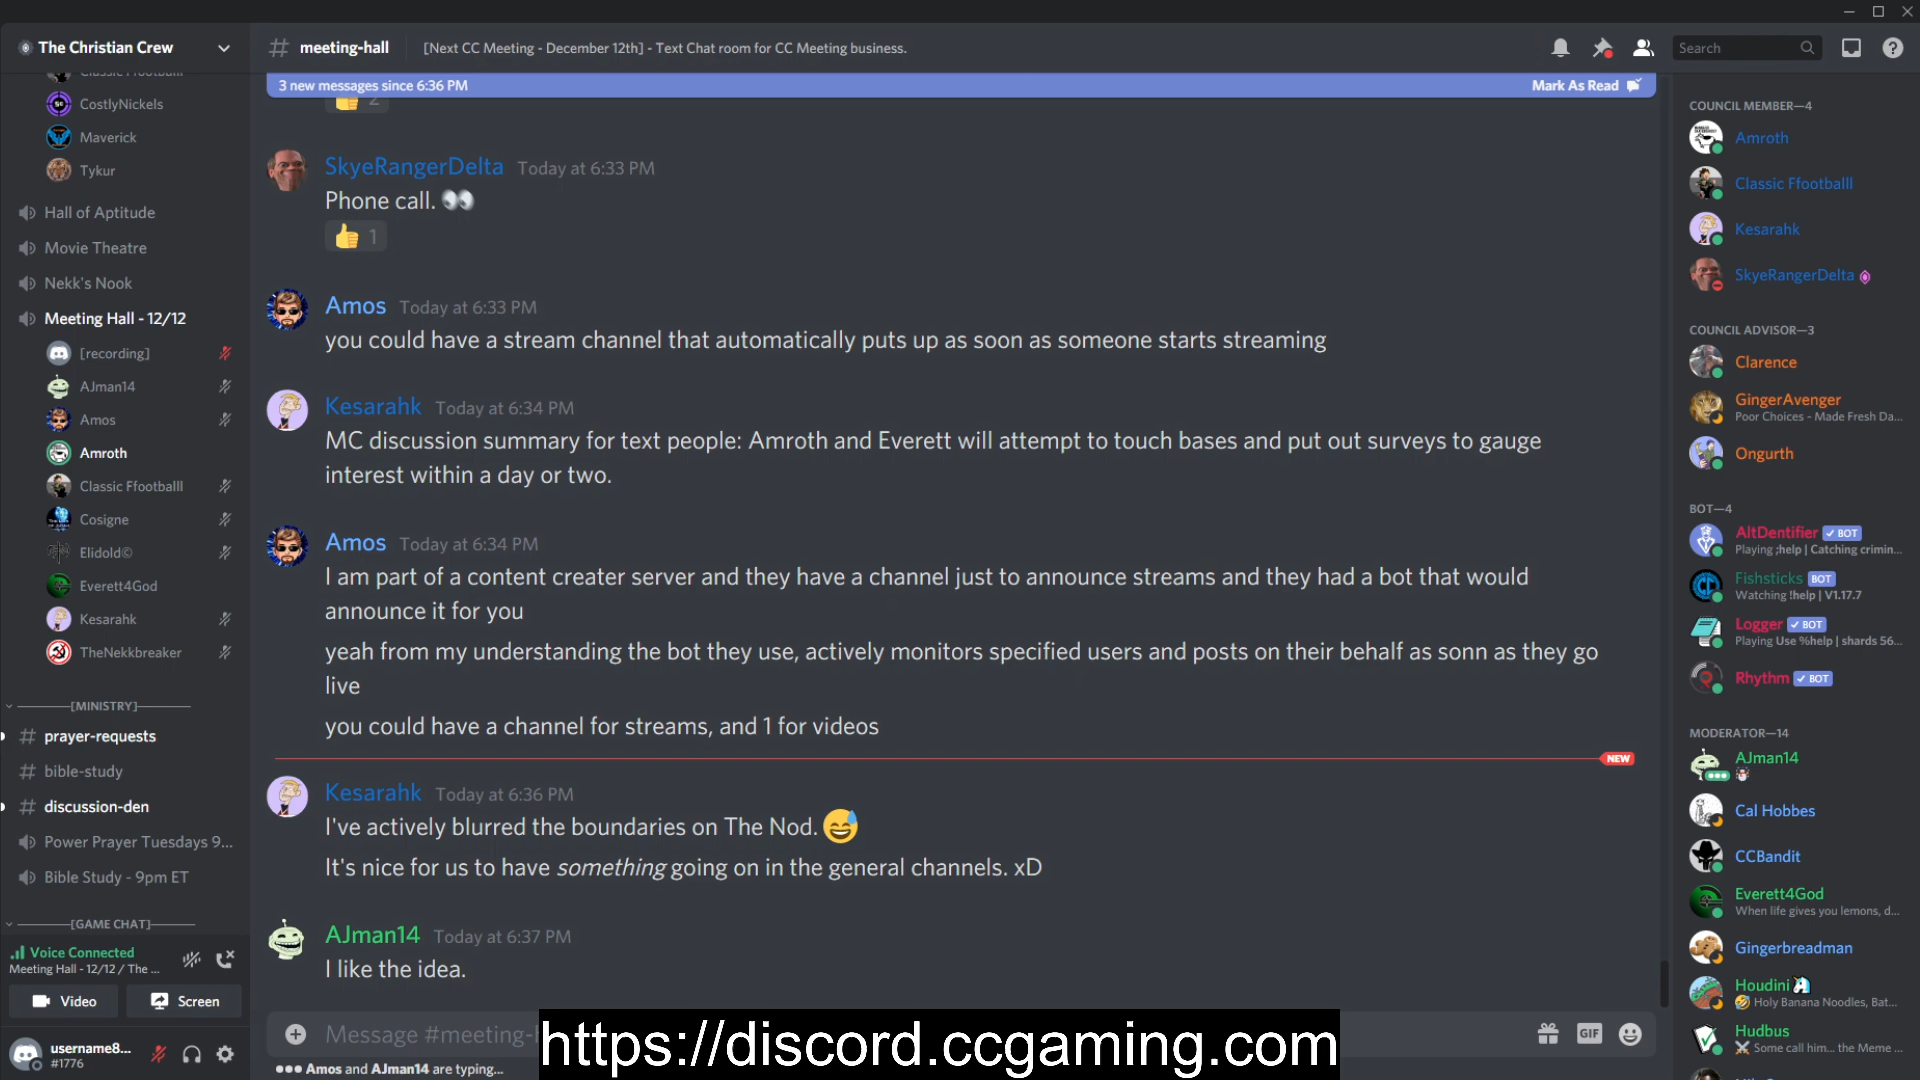 The Christian Crew
CostlyNickels
Maverick
Tykur
Hall of Aptitude
Movie Theatre
Nekk's Nook
Meeting Hall - 12/12
[recording]
AJman14
Amos
Amroth
Classic Ffootballl
Cosigne
Elidold©
Everett4God
Kesarahk
TheNekkbreaker
[MINISTRY]
prayer-requests
bible-study
discussion-den
Power Prayer Tuesdays 9...
Bible Study - 9pm ET
[GAME CHAT]
Voice Connected
Meeting Hall - 12/12 / The ...
Video
Screen
username8...
#1776
# meeting-hall
[Next CC Meeting - December 12th] - Text Chat room for CC Meeting business.
Search
3 new messages since 6:36 PM
Mark As Read
2
SkyeRangerDelta Today at 6:33 PM
Phone call. 👀
👍 1
Amos Today at 6:33 PM
you could have a stream channel that automatically puts up as soon as someone starts streaming
Kesarahk Today at 6:34 PM
MC discussion summary for text people: Amroth and Everett will attempt to touch bases and put out surveys to gauge
interest within a day or two.
Amos Today at 6:34 PM
I am part of a content creater server and they have a channel just to announce streams and they had a bot that would
announce it for you
yeah from my understanding the bot they use, actively monitors specified users and posts on their behalf as sonn as they go
live
you could have a channel for streams, and 1 for videos
NEW
Kesarahk Today at 6:36 PM
I've actively blurred the boundaries on The Nod. 😅
It's nice for us to have something going on in the general channels. xD
AJman14 Today at 6:37 PM
I like the idea.
Message #meeting-
GIF
https://discord.ccgaming.com
Amos and AJman14 are typing...
COUNCIL MEMBER—4
Amroth
Classic Ffootballl
Kesarahk
SkyeRangerDelta
COUNCIL ADVISOR—3
Clarence
GingerAvenger
Poor Choices - Made Fresh Da...
Ongurth
BOT—4
AltDentifier BOT
Playing ;help | Catching crimin...
Fishsticks BOT
Watching !help | V1.17.7
Logger BOT
Playing Use %help | shards 56...
Rhythm BOT
MODERATOR—14
AJman14
Cal Hobbes
CCBandit
Everett4God
When life gives you lemons, d...
Gingerbreadman
Houdini
🤣 Holy Banana Noodles, Bat...
Hudbus
⚔ Some call him... the Meme ...